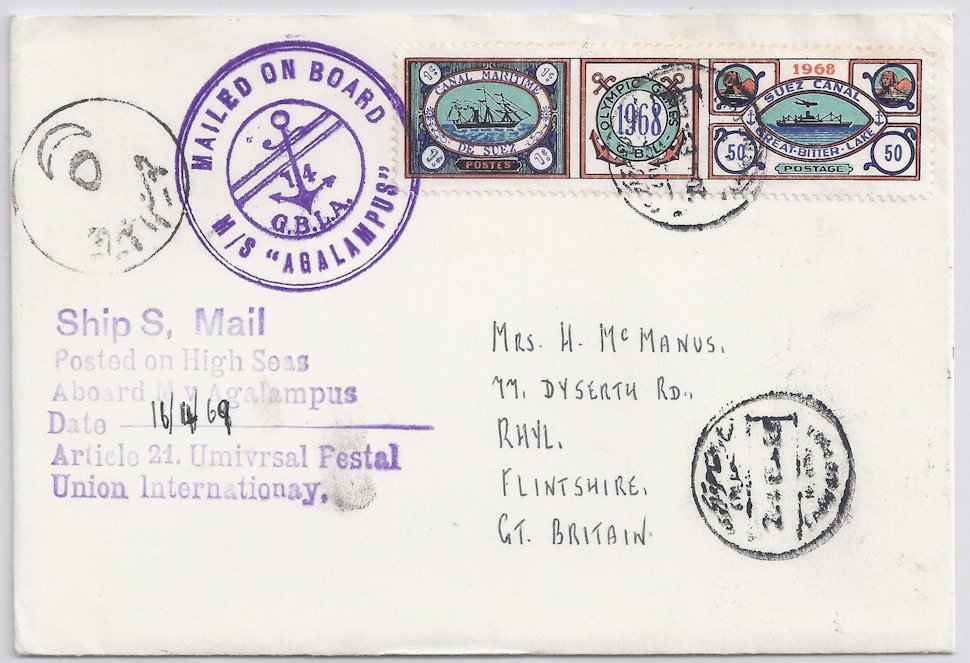 MAILED ON BOARD
14
G.B.L.A.
M/S "AGALAMPUS"
CANAL MARITIME
DE SUEZ
POSTES
OLYMPIC GAMES
1968
G.B.L.A.
1968
SUEZ CANAL
GREAT-BITTER-LAKE
50
50
POSTAGE
Ship S, Mail
Posted on High Seas
Aboard M v Agalampus
Date 16/4/69
Article 21. Umivrsal Postal
Union Internationay,
MRS. H. McMANUS.
77. DYSERTH RD.,
RHYL.
FLINTSHIRE.
GT. BRITAIN.